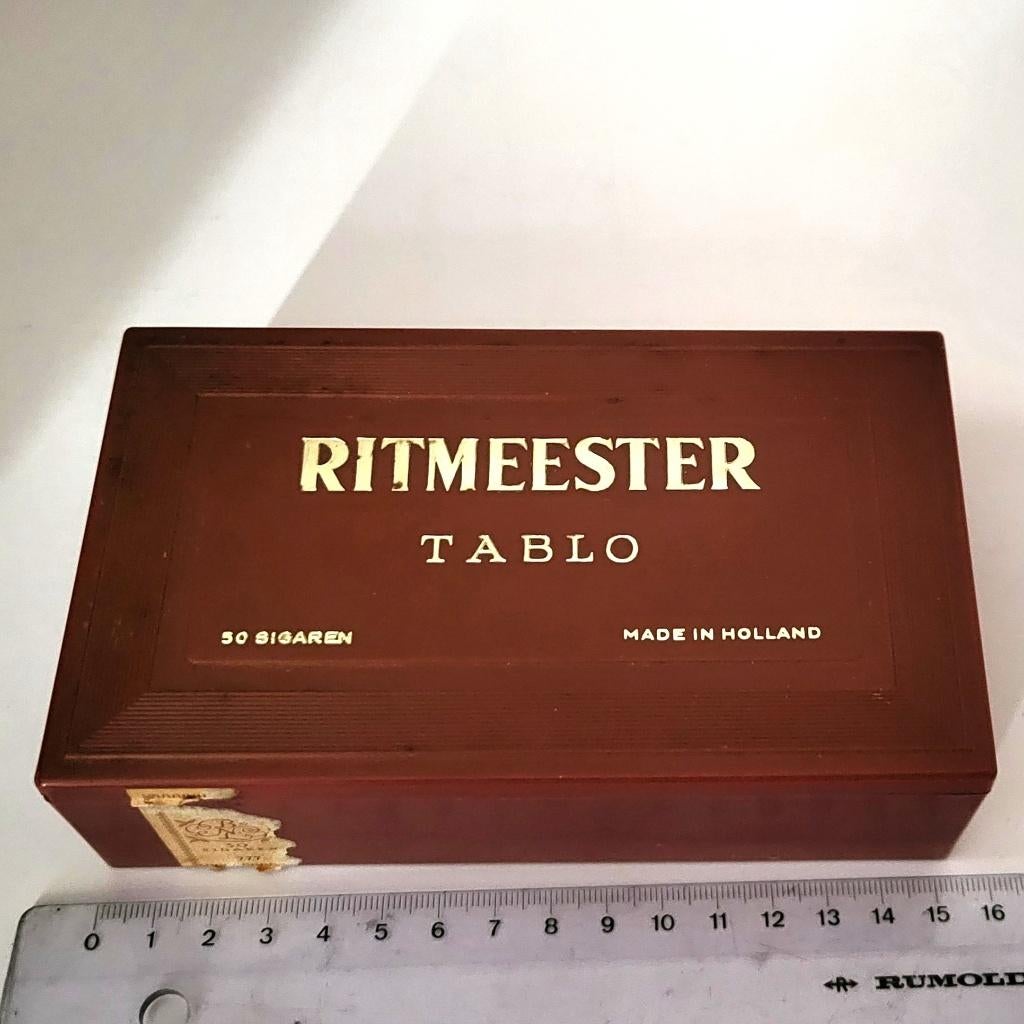 RITMEESTER
TABLO
50 SIGAREN MADE IN HOLLAND
50
0 1 2 3 4 5 6 7 8 9 10 11 12 13 14 15 16
RUMOLD